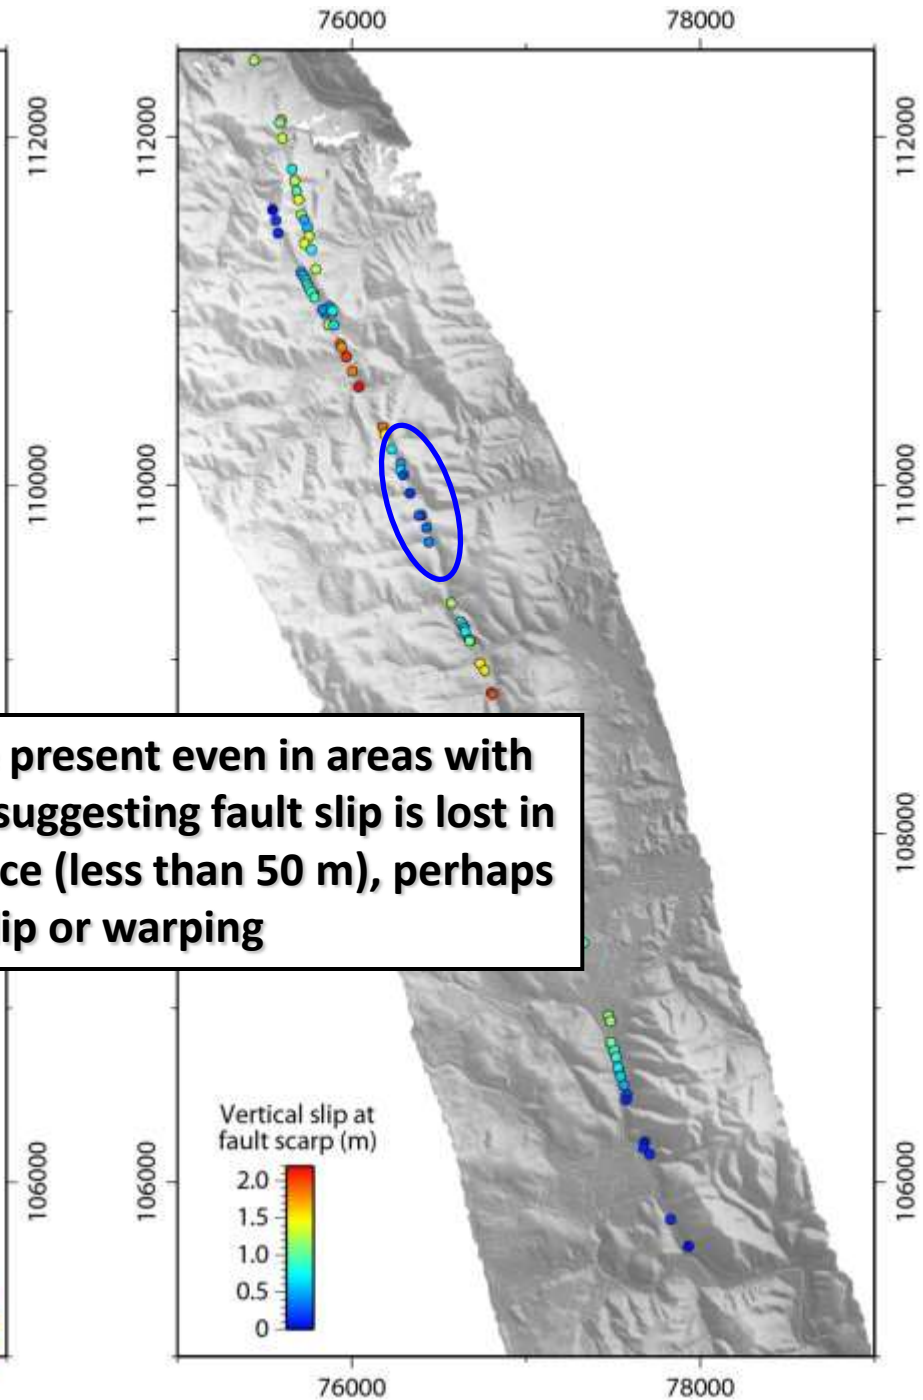 76000 78000
112000 112000 112000
110000 110000 110000
present even in areas with
suggesting fault slip is lost in
ce (less than 50 m), perhaps
ip or warping
108000
Vertical slip at
fault scarp (m)
2.0
1.5
1.0
0.5
0
106000 106000 106000
76000 78000